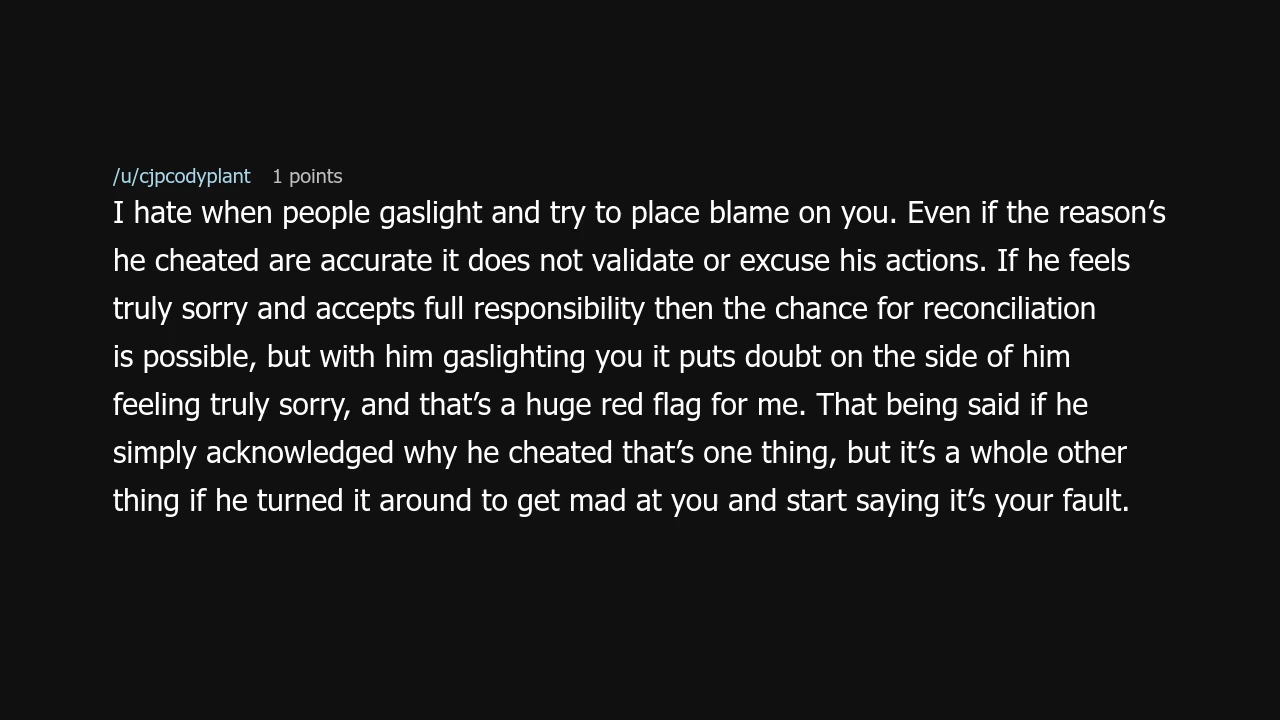 /u/cjpcodyplant 1 points
I hate when people gaslight and try to place blame on you. Even if the reason’s
he cheated are accurate it does not validate or excuse his actions. If he feels
truly sorry and accepts full responsibility then the chance for reconciliation
is possible, but with him gaslighting you it puts doubt on the side of him
feeling truly sorry, and that’s a huge red flag for me. That being said if he
simply acknowledged why he cheated that’s one thing, but it’s a whole other
thing if he turned it around to get mad at you and start saying it’s your fault.